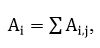 Aᵢ = ∑ Aᵢ,ⱼ,